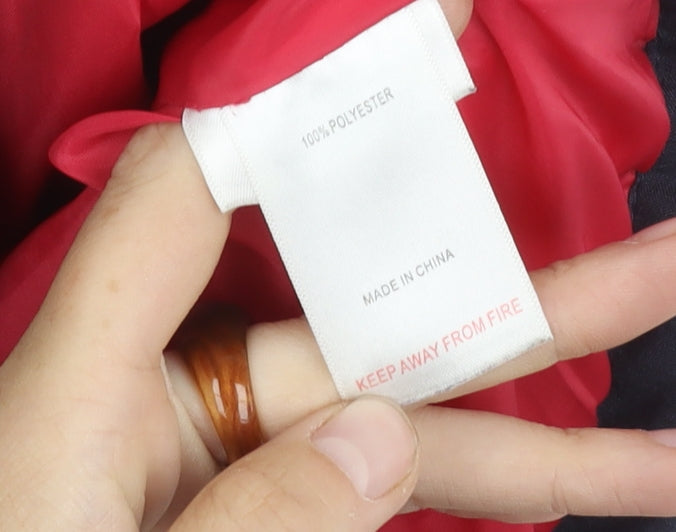 100% POLYESTER
MADE IN CHINA
KEEP AWAY FROM FIRE